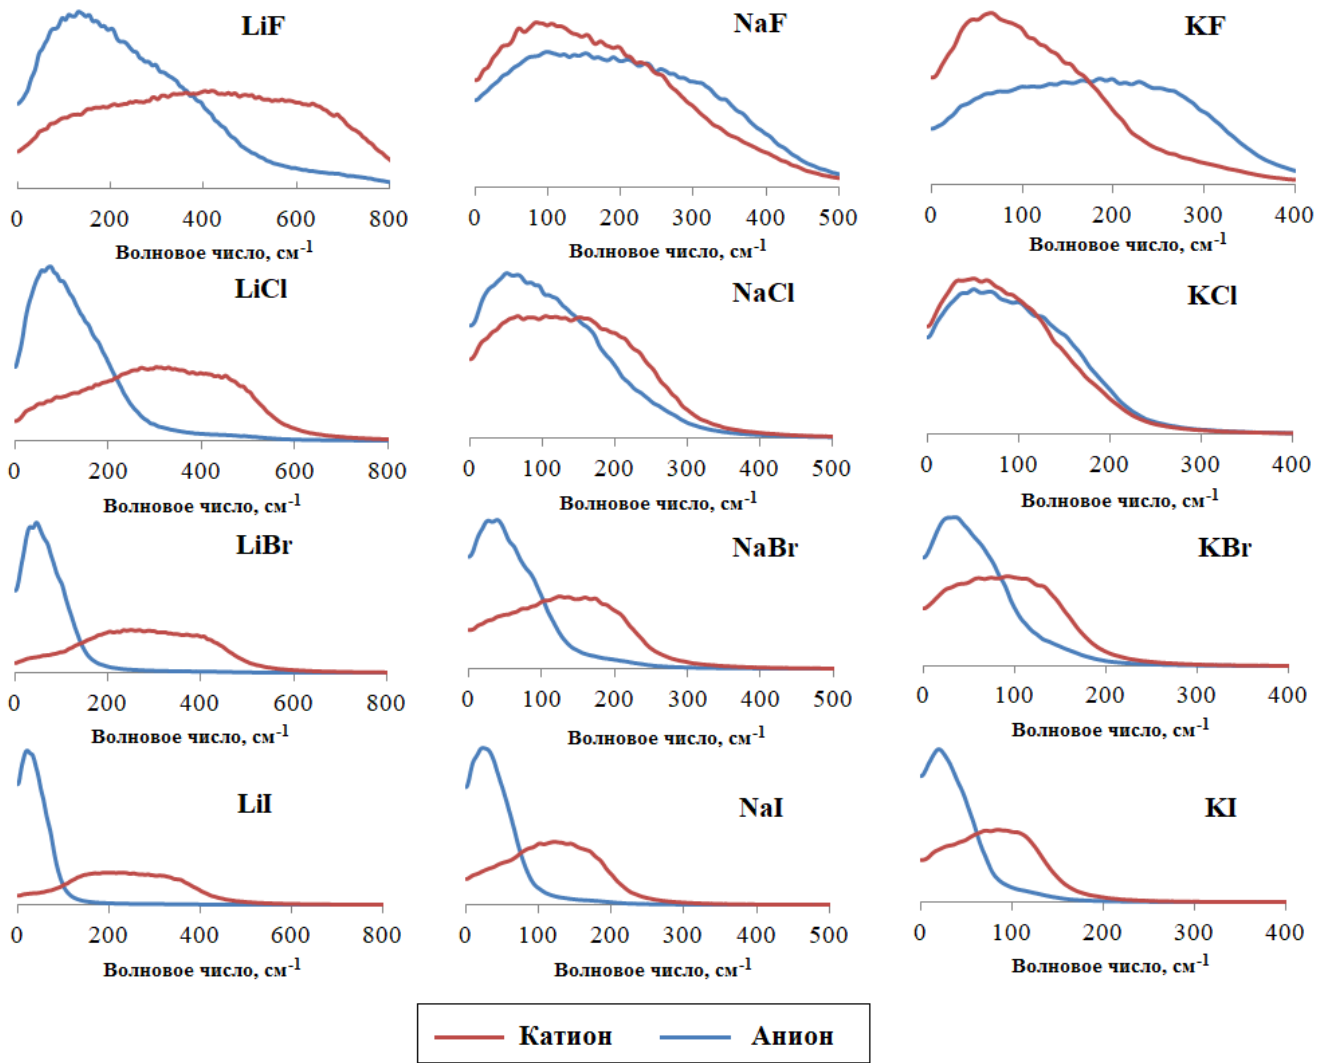 LiF
NaF
KF
0 200 400 600 800
0 100 200 300 400 500
0 100 200 300 400
Волновое число, см-1
Волновое число, см-1
Волновое число, см-1
LiCl
NaCl
KCl
0 200 400 600 800
0 100 200 300 400 500
0 100 200 300 400
Волновое число, см-1
Волновое число, см-1
Волновое число, см-1
LiBr
NaBr
KBr
0 200 400 600 800
0 100 200 300 400 500
0 100 200 300 400
Волновое число, см-1
Волновое число, см-1
Волновое число, см-1
LiI
NaI
KI
0 200 400 600 800
0 100 200 300 400 500
0 100 200 300 400
Волновое число, см-1
Волновое число, см-1
Волновое число, см-1
Катион Анион